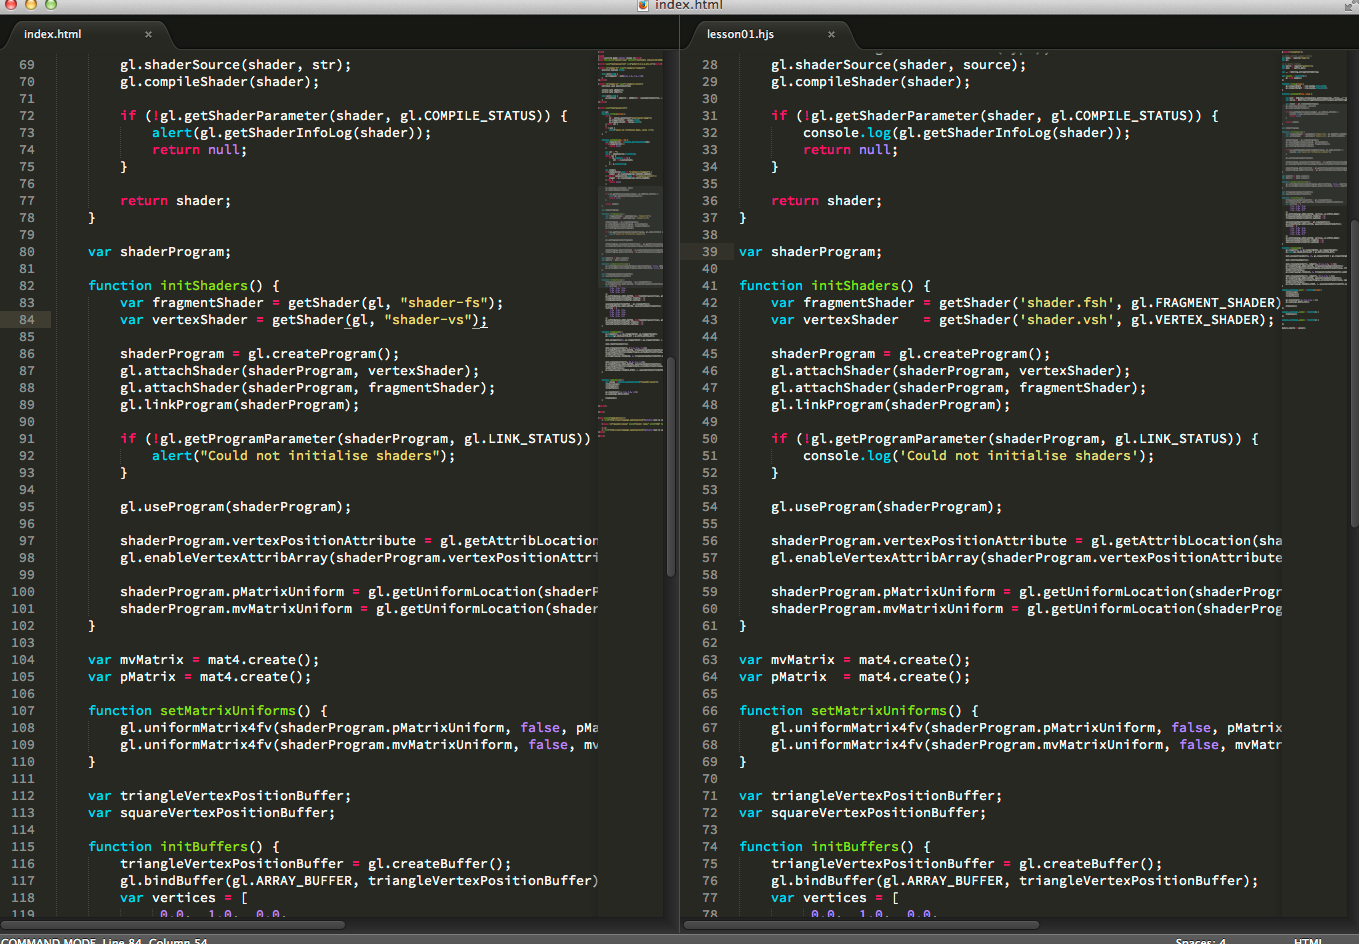 index.html
index.html ×
69 gl.shaderSource(shader, str);
70 gl.compileShader(shader);
71
72 if (!gl.getShaderParameter(shader, gl.COMPILE_STATUS)) {
73 alert(gl.getShaderInfoLog(shader));
74 return null;
75 }
76
77 return shader;
78 }
79
80 var shaderProgram;
81
82 function initShaders() {
83 var fragmentShader = getShader(gl, "shader-fs");
84 var vertexShader = getShader(gl, "shader-vs");
85
86 shaderProgram = gl.createProgram();
87 gl.attachShader(shaderProgram, vertexShader);
88 gl.attachShader(shaderProgram, fragmentShader);
89 gl.linkProgram(shaderProgram);
90
91 if (!gl.getProgramParameter(shaderProgram, gl.LINK_STATUS))
92 alert("Could not initialise shaders");
93 }
94
95 gl.useProgram(shaderProgram);
96
97 shaderProgram.vertexPositionAttribute = gl.getAttribLocation
98 gl.enableVertexAttribArray(shaderProgram.vertexPositionAttri
99
100 shaderProgram.pMatrixUniform = gl.getUniformLocation(shaderP
101 shaderProgram.mvMatrixUniform = gl.getUniformLocation(shader
102 }
103
104 var mvMatrix = mat4.create();
105 var pMatrix = mat4.create();
106
107 function setMatrixUniforms() {
108 gl.uniformMatrix4fv(shaderProgram.pMatrixUniform, false, pMa
109 gl.uniformMatrix4fv(shaderProgram.mvMatrixUniform, false, mv
110 }
111
112 var triangleVertexPositionBuffer;
113 var squareVertexPositionBuffer;
114
115 function initBuffers() {
116 triangleVertexPositionBuffer = gl.createBuffer();
117 gl.bindBuffer(gl.ARRAY_BUFFER, triangleVertexPositionBuffer)
118 var vertices = [
119 0.0, 1.0, 0.0,
lesson01.hjs ×
28 gl.shaderSource(shader, source);
29 gl.compileShader(shader);
30
31 if (!gl.getShaderParameter(shader, gl.COMPILE_STATUS)) {
32 console.log(gl.getShaderInfoLog(shader));
33 return null;
34 }
35
36 return shader;
37 }
38
39 var shaderProgram;
40
41 function initShaders() {
42 var fragmentShader = getShader('shader.fsh', gl.FRAGMENT_SHADER)
43 var vertexShader   = getShader('shader.vsh', gl.VERTEX_SHADER);
44
45 shaderProgram = gl.createProgram();
46 gl.attachShader(shaderProgram, vertexShader);
47 gl.attachShader(shaderProgram, fragmentShader);
48 gl.linkProgram(shaderProgram);
49
50 if (!gl.getProgramParameter(shaderProgram, gl.LINK_STATUS)) {
51 console.log('Could not initialise shaders');
52 }
53
54 gl.useProgram(shaderProgram);
55
56 shaderProgram.vertexPositionAttribute = gl.getAttribLocation(sha
57 gl.enableVertexAttribArray(shaderProgram.vertexPositionAttribute
58
59 shaderProgram.pMatrixUniform = gl.getUniformLocation(shaderProgr
60 shaderProgram.mvMatrixUniform = gl.getUniformLocation(shaderProg
61 }
62
63 var mvMatrix = mat4.create();
64 var pMatrix  = mat4.create();
65
66 function setMatrixUniforms() {
67 gl.uniformMatrix4fv(shaderProgram.pMatrixUniform, false, pMatrix
68 gl.uniformMatrix4fv(shaderProgram.mvMatrixUniform, false, mvMatr
69 }
70
71 var triangleVertexPositionBuffer;
72 var squareVertexPositionBuffer;
73
74 function initBuffers() {
75 triangleVertexPositionBuffer = gl.createBuffer();
76 gl.bindBuffer(gl.ARRAY_BUFFER, triangleVertexPositionBuffer);
77 var vertices = [
78 0.0, 1.0, 0.0,
COMMAND MODE, Line 84, Column 54
Spaces: 4
HTML